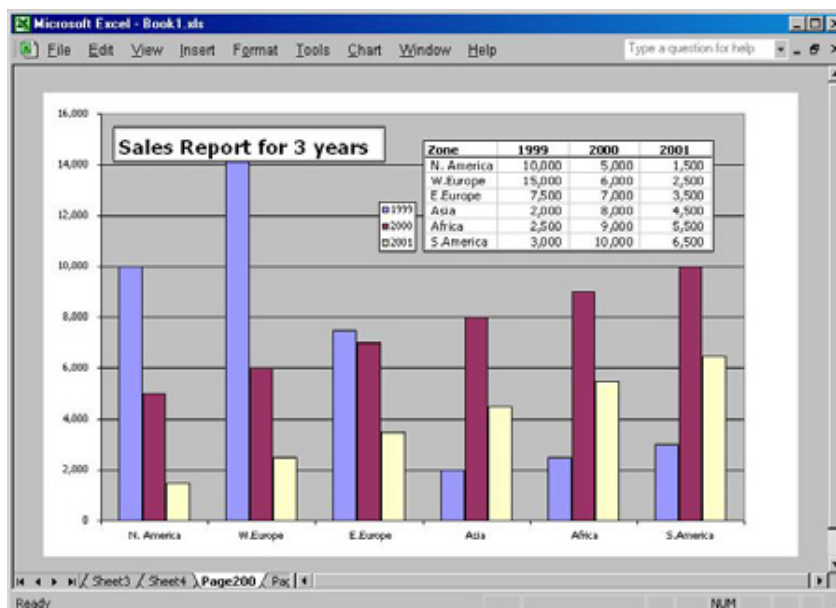 Microsoft Excel - Book1.xls
File Edit View Insert Format Tools Chart Window Help Type a question for help
16,000
Sales Report for 3 years
Zone 1999 2000 2001
N. America 10,000 5,000 1,500
W.Europe 15,000 6,000 2,500
E.Europe 7,500 7,000 3,500
Asia 2,000 8,000 4,500
Africa 2,500 9,000 5,500
S.America 3,000 10,000 6,500
1999
2000
2001
14,000
12,000
10,000
8,000
6,000
4,000
2,000
0
N. America W.Europe E.Europe Asia Africa S.America
Sheet3 Sheet4 Page200 Pag
Ready NUM